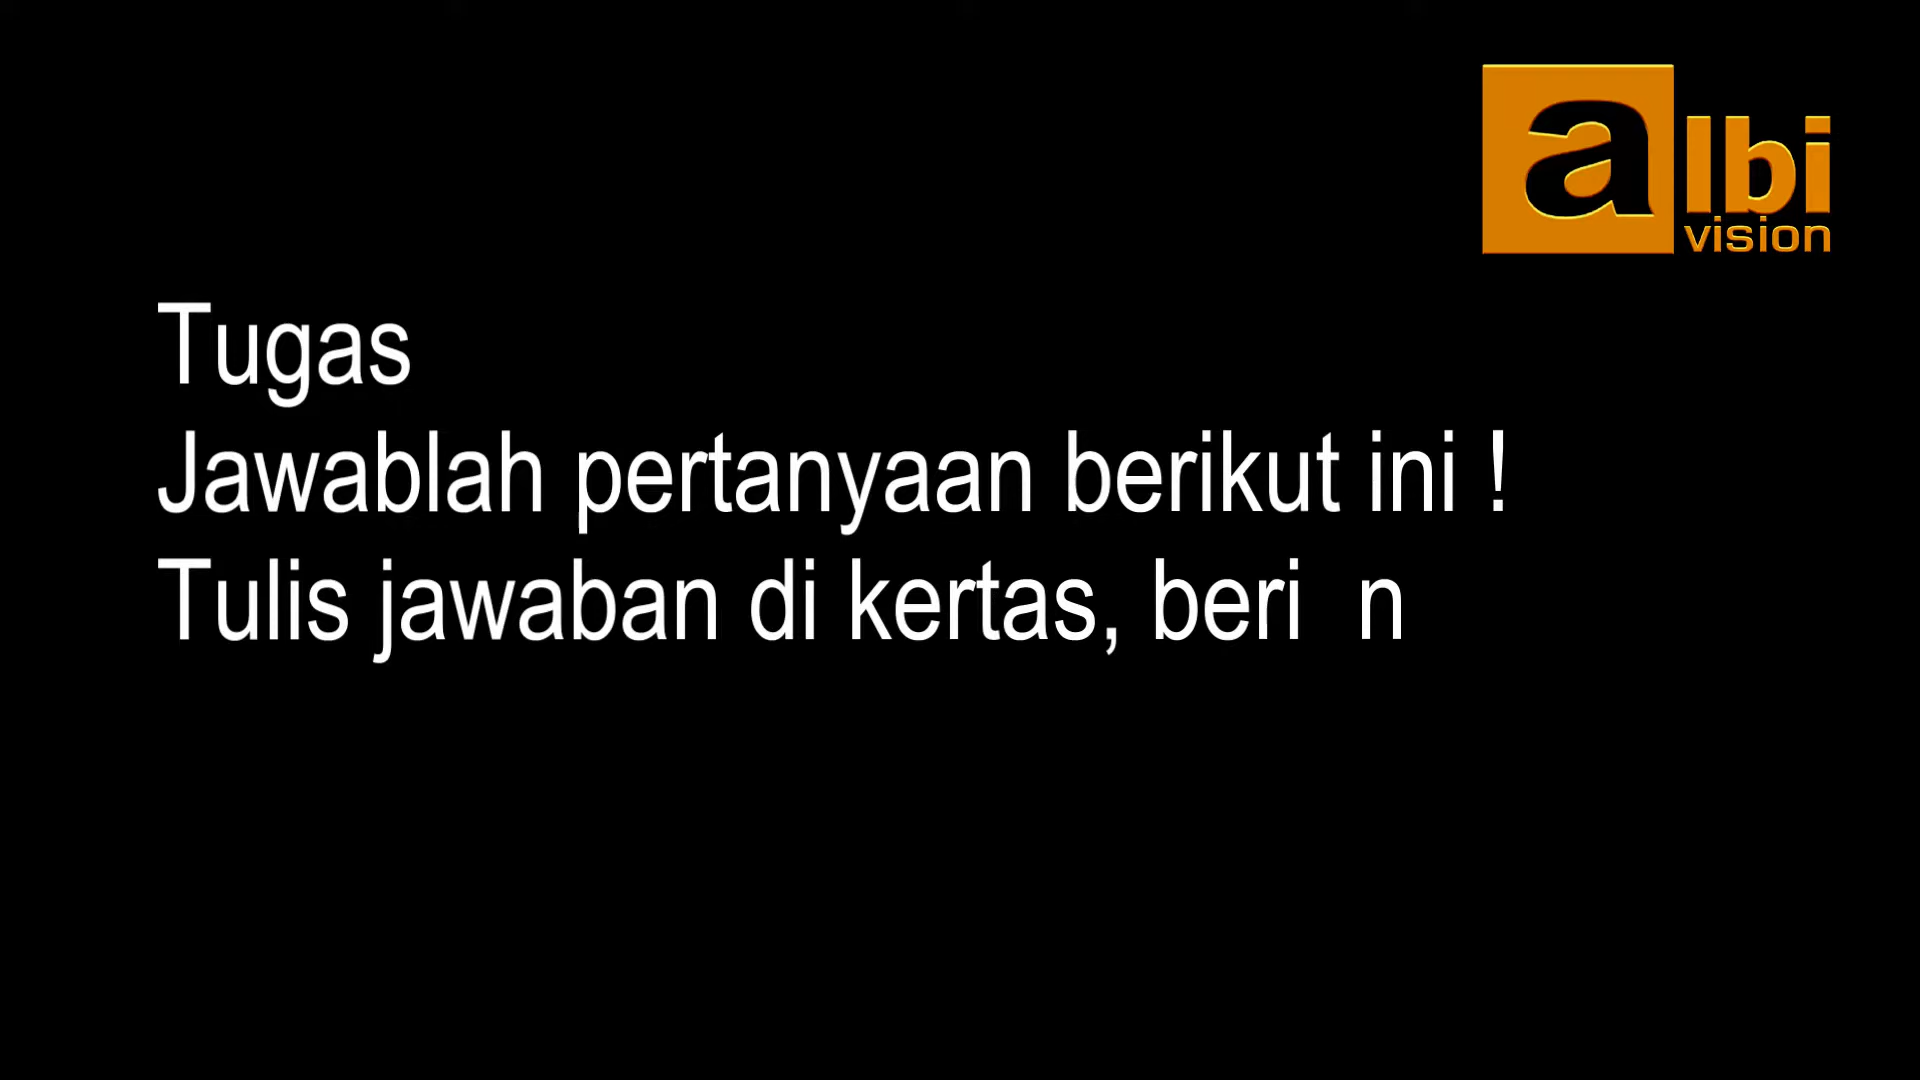 albi
vision
Tugas
Jawablah pertanyaan berikut ini !
Tulis jawaban di kertas, beri  n